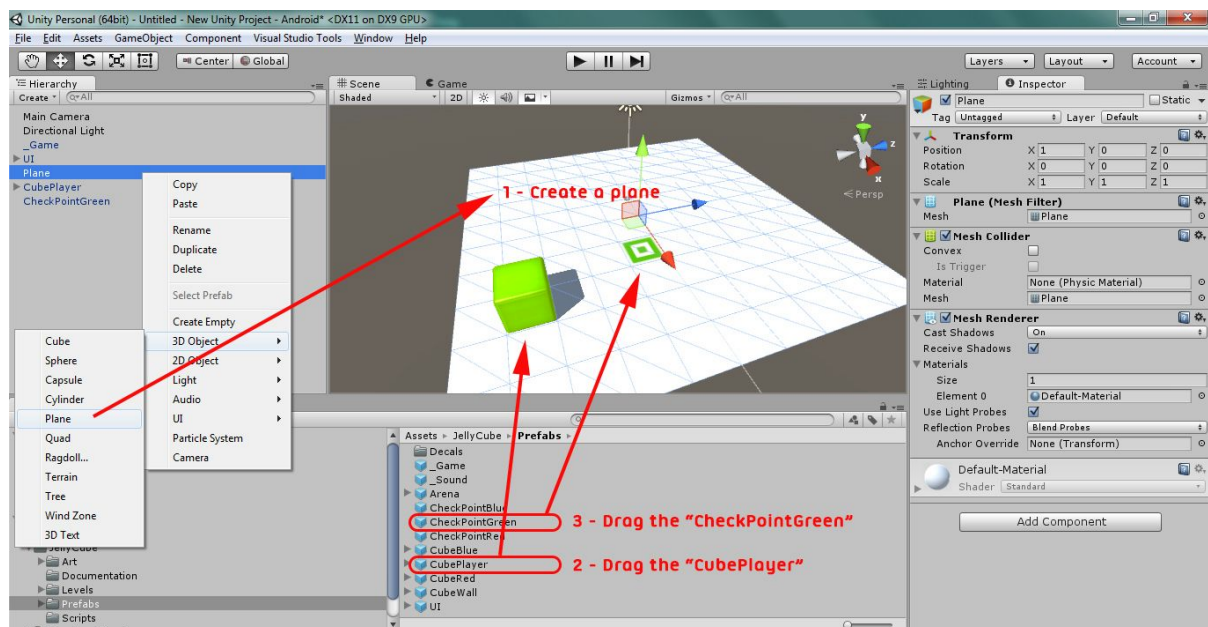 Unity Personal (64bit) - Untitled - New Unity Project - Android* <DX11 on DX9 GPU>
File Edit Assets GameObject Component Visual Studio Tools Window Help
Center Global
Layers Layout Account
Hierarchy
Create All
Main Camera
Directional Light
_Game
UI
Plane
CubePlayer
CheckPointGreen
Copy
Paste
Rename
Duplicate
Delete
Select Prefab
Create Empty
3D Object
2D Object
Light
Audio
UI
Particle System
Camera
Cube
Sphere
Capsule
Cylinder
Plane
Quad
Ragdoll...
Terrain
Tree
Wind Zone
3D Text
Scene Game
Shaded 2D Gizmos All
y
z
x
Persp
1 - Create a plane
JellyCube
Art
Documentation
Levels
Prefabs
Scripts
Assets JellyCube Prefabs
Decals
_Game
_Sound
Arena
CheckPointBlue
CheckPointGreen
CheckPointRed
CubeBlue
CubePlayer
CubeRed
CubeWall
UI
3 - Drag the "CheckPointGreen"
2 - Drag the "CubePlayer"
Lighting Inspector
Plane Static
Tag Untagged Layer Default
Transform
Position X 1 Y 0 Z 0
Rotation X 0 Y 0 Z 0
Scale X 1 Y 1 Z 1
Plane (Mesh Filter)
Mesh Plane
Mesh Collider
Convex
Is Trigger
Material None (Physic Material)
Mesh Plane
Mesh Renderer
Cast Shadows On
Receive Shadows
Materials
Size 1
Element 0 Default-Material
Use Light Probes
Reflection Probes Blend Probes
Anchor Override None (Transform)
Default-Material
Shader Standard
Add Component